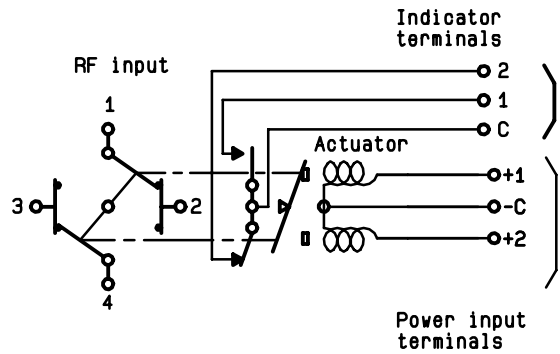 Indicator
terminals
RF input
2
1
1
C
Actuator
+1
3
2
-C
+2
4
Power input
terminals